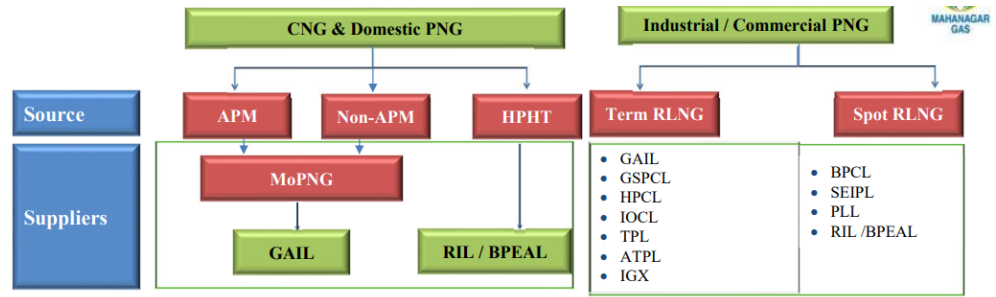 CNG & Domestic PNG
Industrial / Commercial PNG
MAHANAGAR
GAS
Source
APM
Non-APM
HPHT
Term RLNG
Spot RLNG
Suppliers
MoPNG
GAIL
RIL / BPEAL
• GAIL
• GSPCL
• HPCL
• IOCL
• TPL
• ATPL
• IGX
• BPCL
• SEIPL
• PLL
• RIL /BPEAL